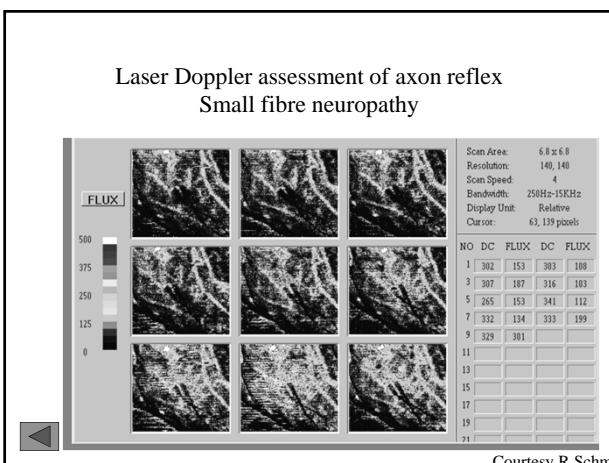 Laser Doppler assessment of axon reflex
Small fibre neuropathy
FLUX
500
375
250
125
0
Scan Area: 6.8 x 6.8
Resolution: 140, 140
Scan Speed: 4
Bandwidth: 250Hz-15KHz
Display Unit: Relative
Cursor: 63, 139 pixels
NO DC FLUX DC FLUX
1 302 153 303 108
3 307 187 316 103
5 265 153 341 112
7 332 134 333 199
9 329 301
11
13
15
17
19
21
Courtesy R Schm